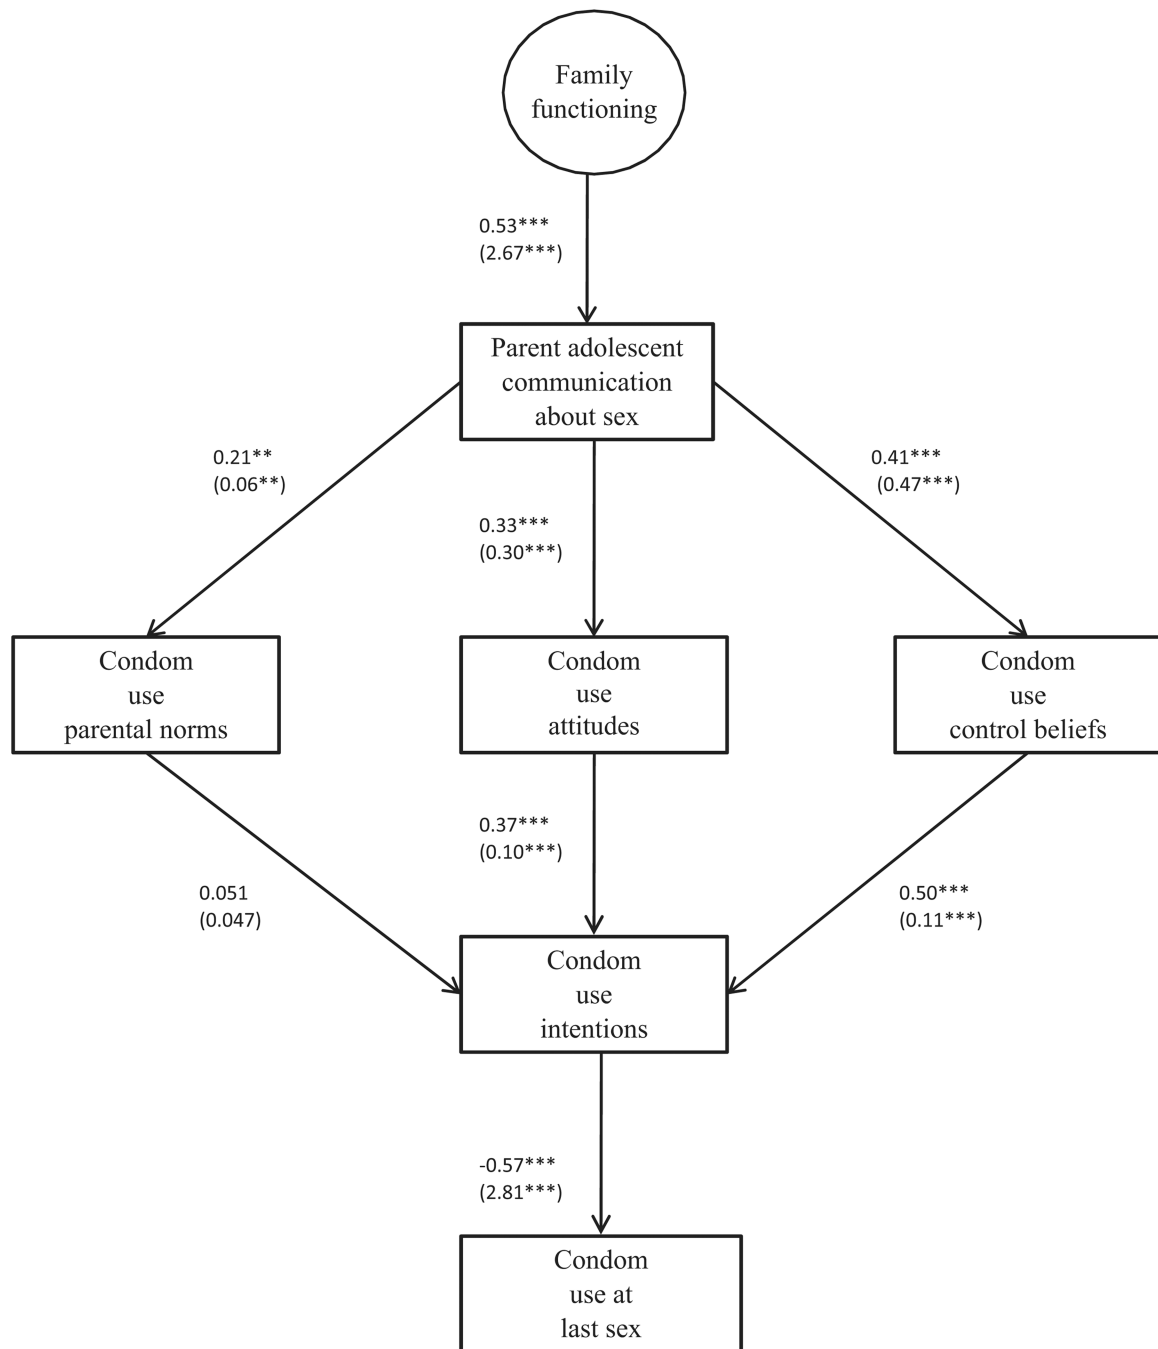 Family
functioning
0.53***
(2.67***)
Parent adolescent
communication
about sex
0.21**
(0.06**)
0.41***
(0.47***)
0.33***
(0.30***)
Condom
use
parental norms
Condom
use
attitudes
Condom
use
control beliefs
0.37***
(0.10***)
0.051
(0.047)
0.50***
(0.11***)
Condom
use
intentions
-0.57***
(2.81***)
Condom
use at
last sex